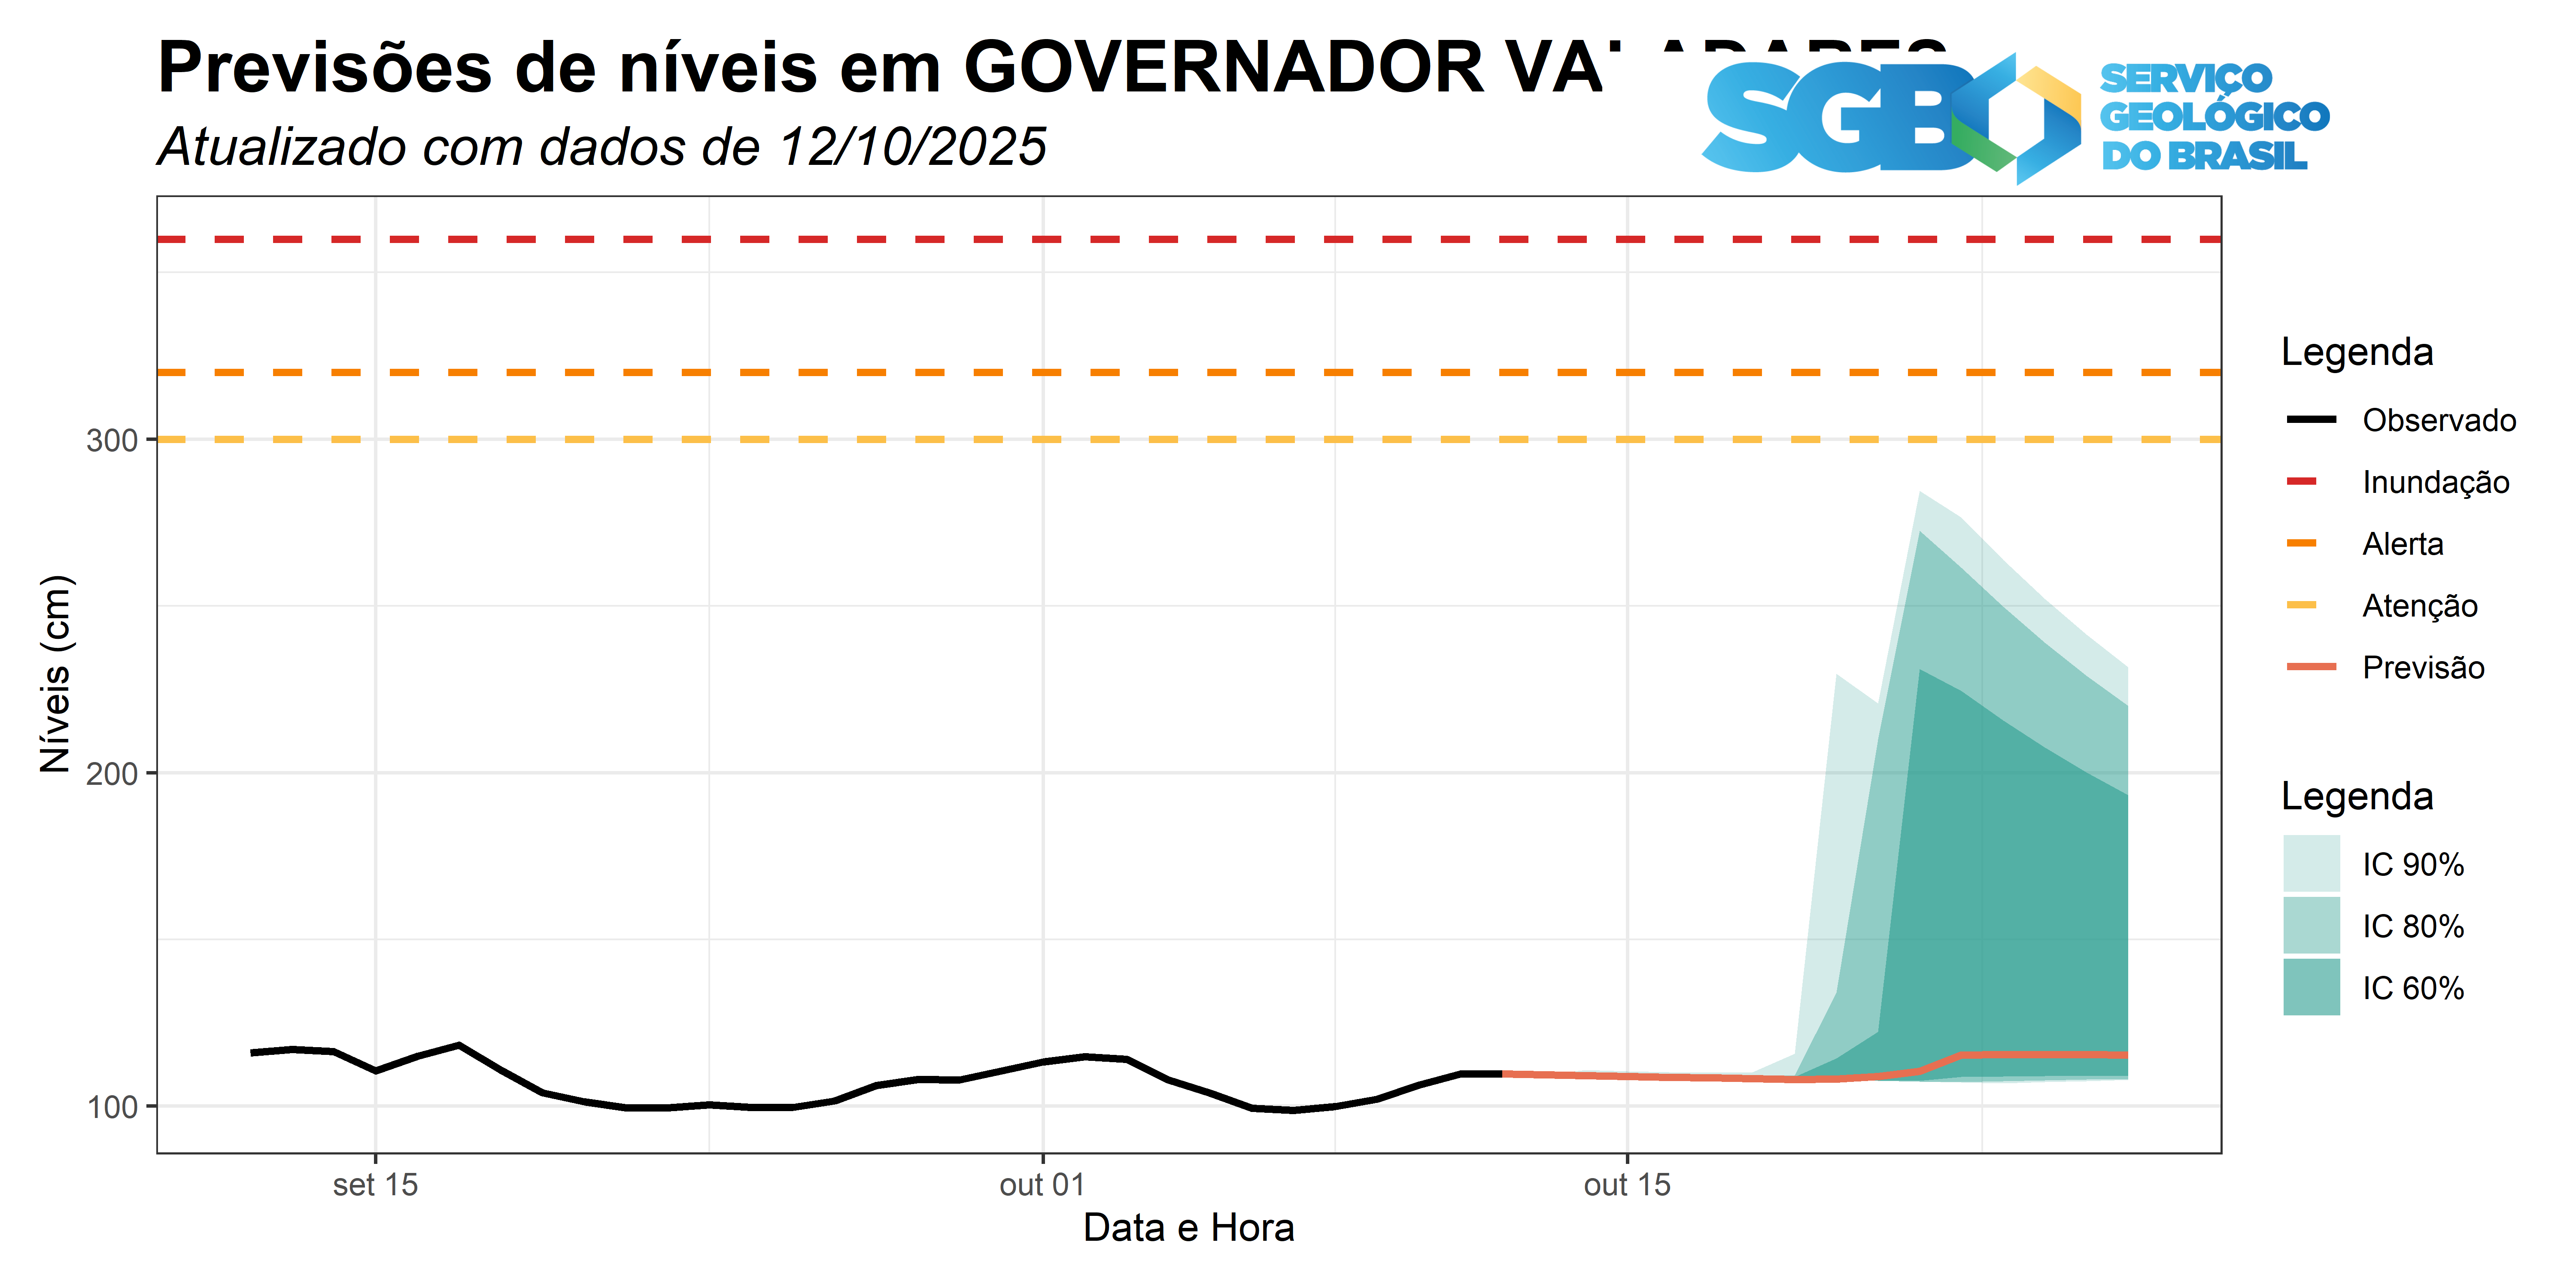 Previsões de níveis em GOVERNADOR
Atualizado com dados de 12/10/2025
SGB
SERVIÇO
GEOLÓGICO
DO BRASIL
Níveis (cm)
300
200
100
set 15
out 01
out 15
Data e Hora
Legenda
Observado
Inundação
Alerta
Atenção
Previsão
Legenda
IC 90%
IC 80%
IC 60%